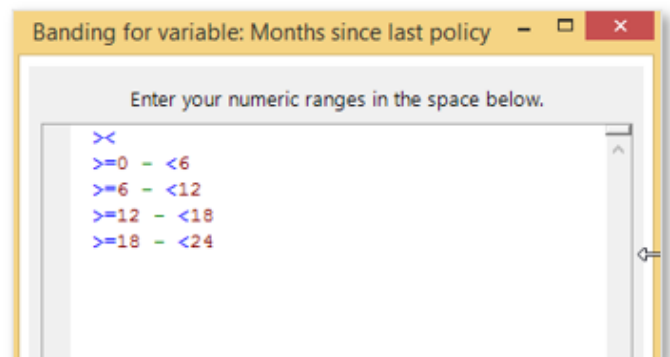 Banding for variable: Months since last policy
Enter your numeric ranges in the space below.
><
>=0 - <6
>=6 - <12
>=12 - <18
>=18 - <24